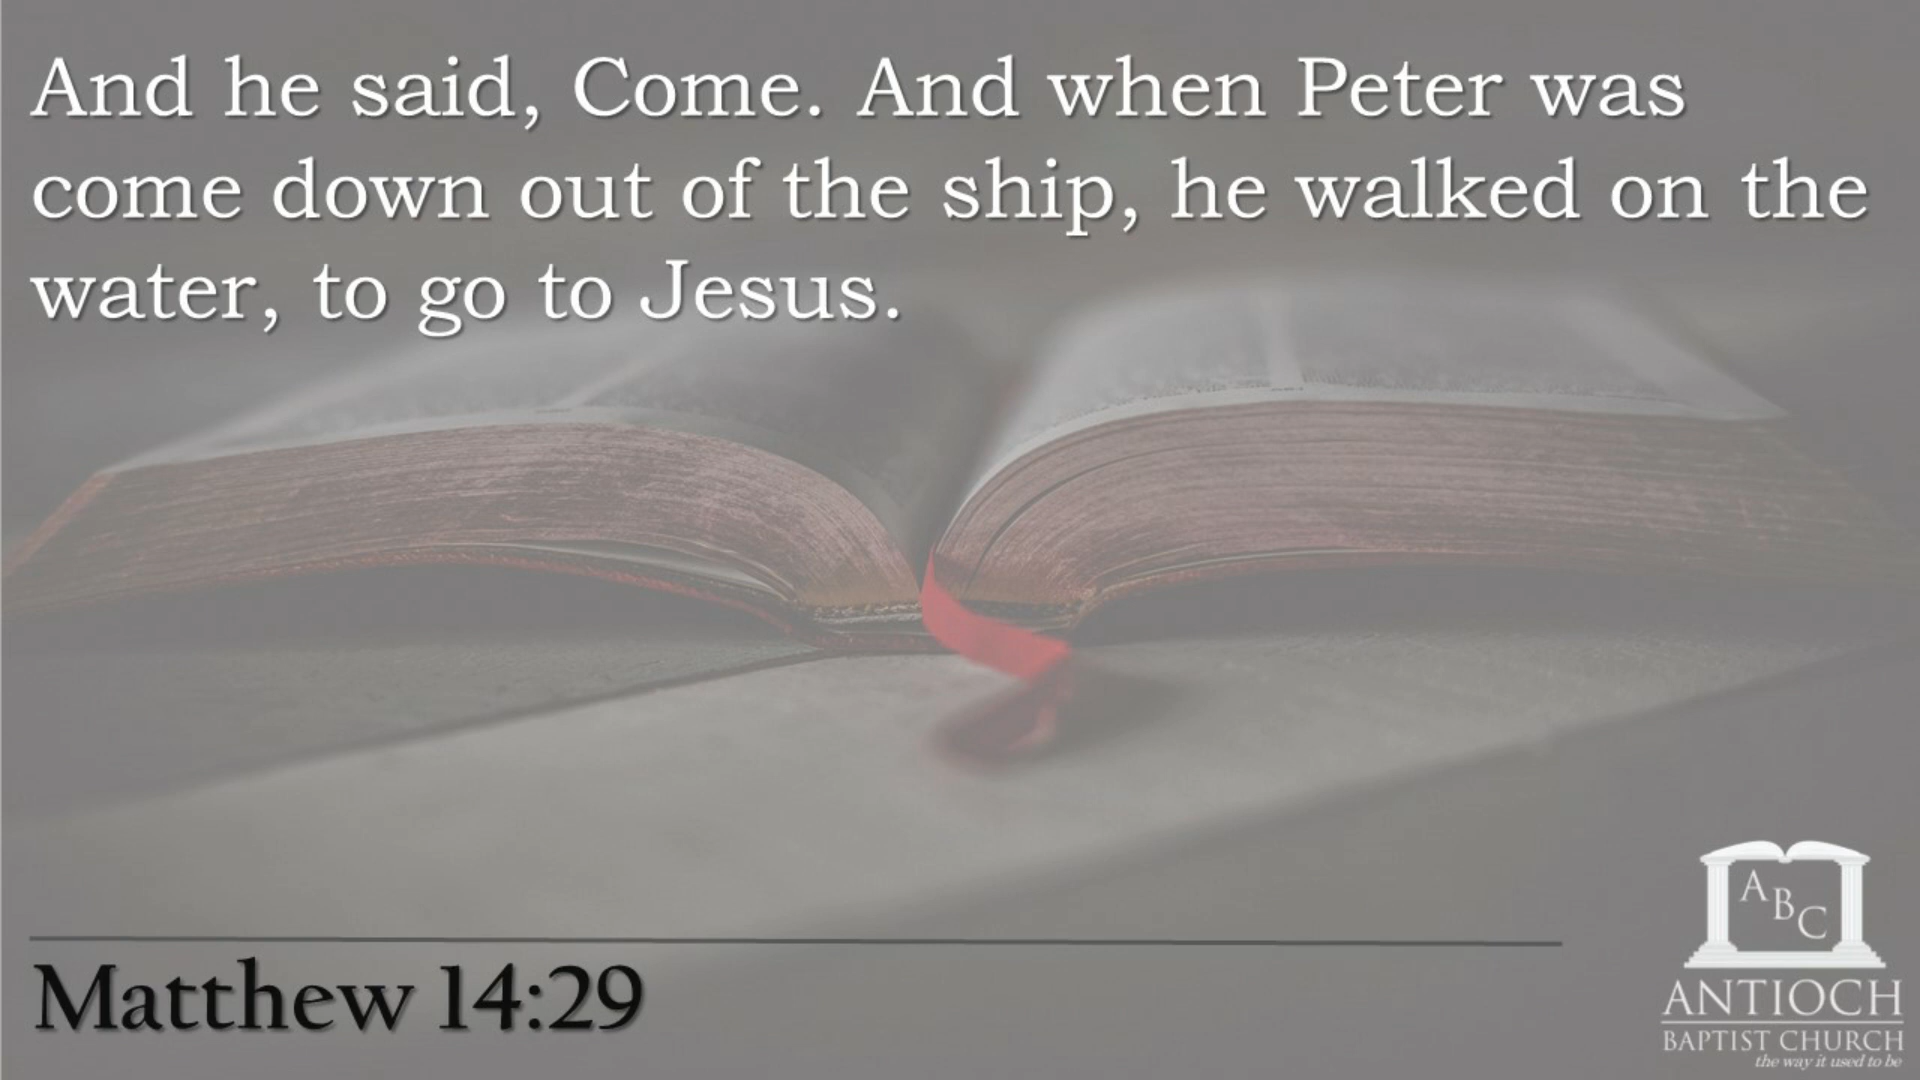 And he said, Come. And when Peter was
come down out of the ship, he walked on the
water, to go to Jesus.
Matthew 14:29
A
B
C
ANTIOCH
BAPTIST CHURCH
the way it used to be